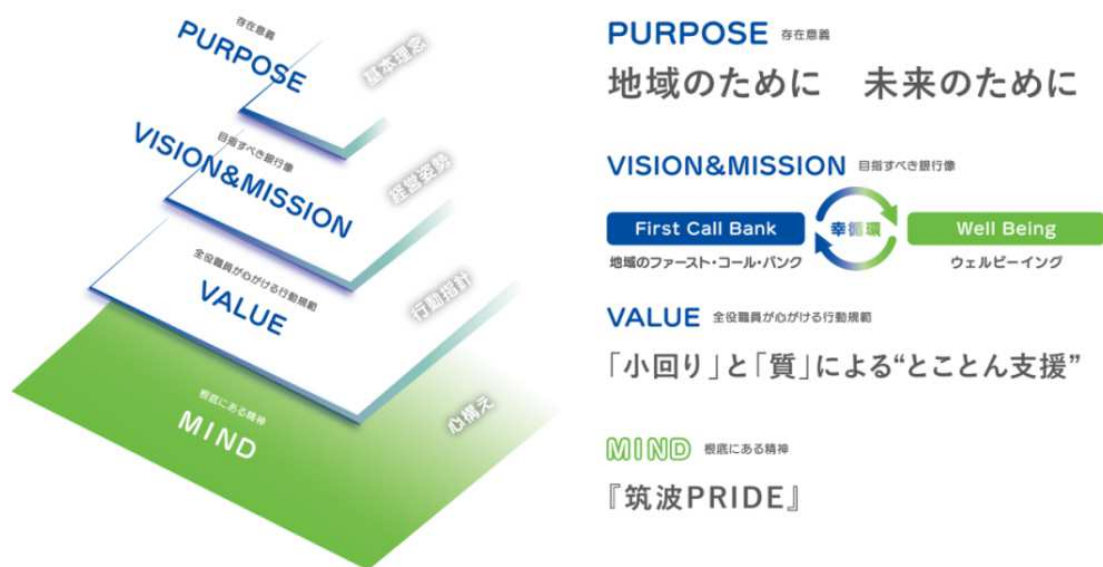 存在意義
PURPOSE
基本理念
目指すべき銀行像
VISION&MISSION
経営姿勢
全役職員が心がける行動規範
VALUE
行動指針
根底にある精神
MIND
心構え
PURPOSE 存在意義
地域のために　未来のために
VISION&MISSION 目指すべき銀行像
First Call Bank 幸循環 Well Being
地域のファースト・コール・バンク ウェルビーイング
VALUE 全役職員が心がける行動規範
「小回り」と「質」による“とことん支援”
MIND 根底にある精神
『筑波PRIDE』